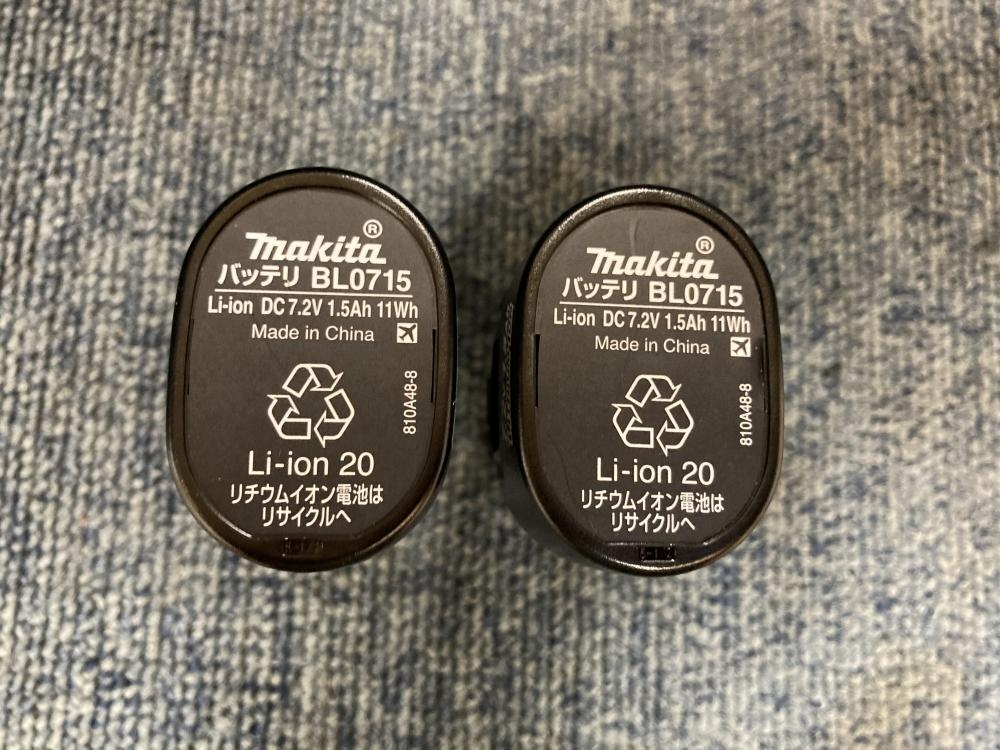 makita®
バッテリ BL0715
Li-ion DC 7.2V 1.5Ah 11Wh
Made in China
810A48-8
Li-ion 20
リチウムイオン電池は
リサイクルへ
makita®
バッテリ BL0715
Li-ion DC 7.2V 1.5Ah 11Wh
Made in China
810A48-8
Li-ion 20
リチウムイオン電池は
リサイクルへ